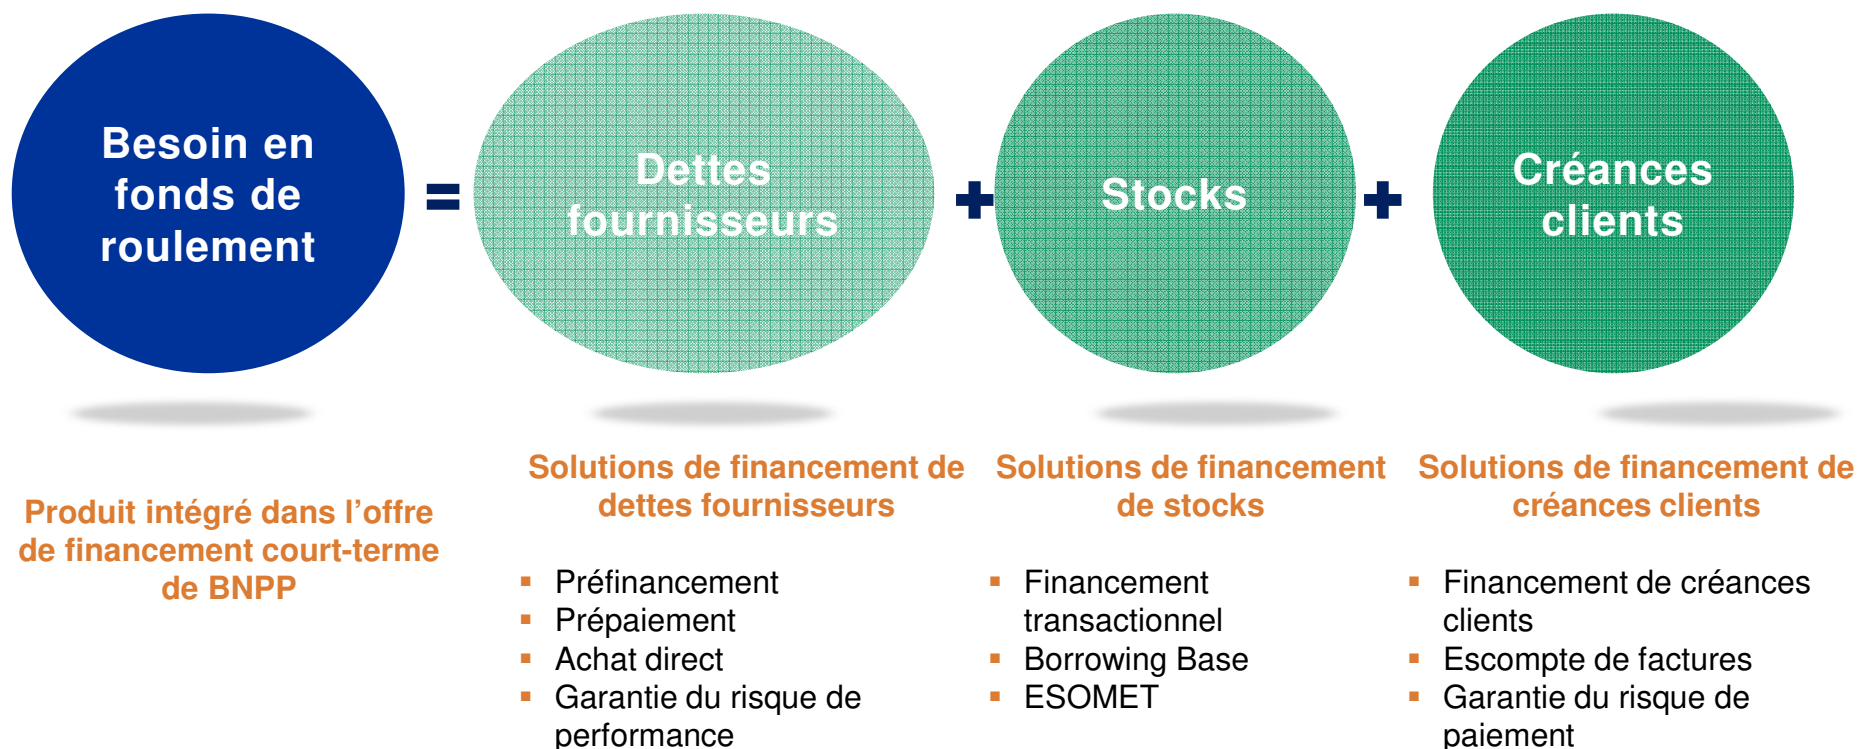 Besoin en
fonds de
roulement
=
Dettes
fournisseurs
+
Stocks
+
Créances
clients
Produit intégré dans l’offre
de financement court-terme
de BNPP
Solutions de financement de
dettes fournisseurs
▪ Préfinancement
▪ Prépaiement
▪ Achat direct
▪ Garantie du risque de
performance
Solutions de financement
de stocks
▪ Financement
transactionnel
▪ Borrowing Base
▪ ESOMET
Solutions de financement de
créances clients
▪ Financement de créances
clients
▪ Escompte de factures
▪ Garantie du risque de
paiement